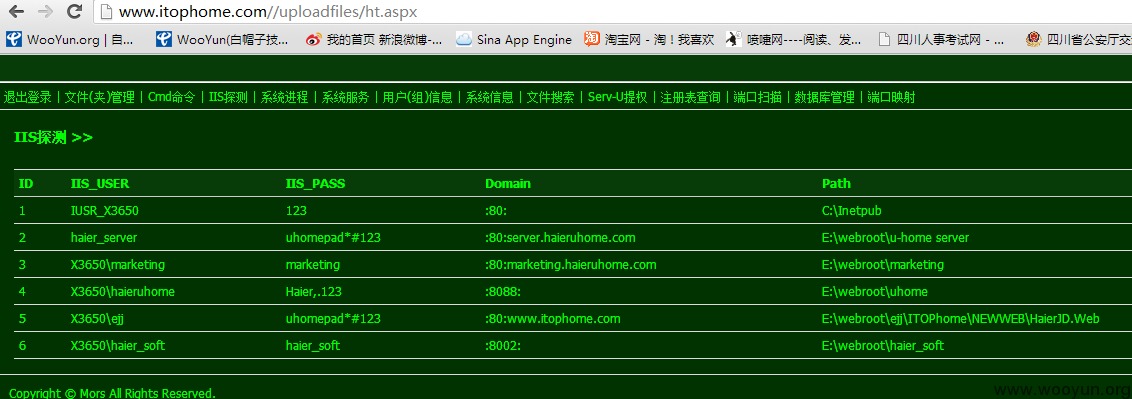 www.itophome.com//uploadfiles/ht.aspx
WooYun.org | 自... WooYun(白帽子技... 我的首页 新浪微博-... Sina App Engine 淘宝网 - 淘！我喜欢 喷嚏网----阅读、发... 四川人事考试网 - ... 四川省公安厅交
退出登录 | 文件(夹)管理 | Cmd命令 | IIS探测 | 系统进程 | 系统服务 | 用户(组)信息 | 系统信息 | 文件搜索 | Serv-U提权 | 注册表查询 | 端口扫描 | 数据库管理 | 端口映射
IIS探测 >>
ID IIS_USER IIS_PASS Domain Path
1 IUSR_X3650 123 :80: C:\Inetpub
2 haier_server uhomepad*#123 :80:server.haieruhome.com E:\webroot\u-home server
3 X3650\marketing marketing :80:marketing.haieruhome.com E:\webroot\marketing
4 X3650\haieruhome Haier,.123 :8088: E:\webroot\uhome
5 X3650\ejj uhomepad*#123 :80:www.itophome.com E:\webroot\ejj\ITOPhome\NEWWEB\HaierJD.Web
6 X3650\haier_soft haier_soft :8002: E:\webroot\haier_soft
Copyright © Mors All Rights Reserved.
www.wooyun.org